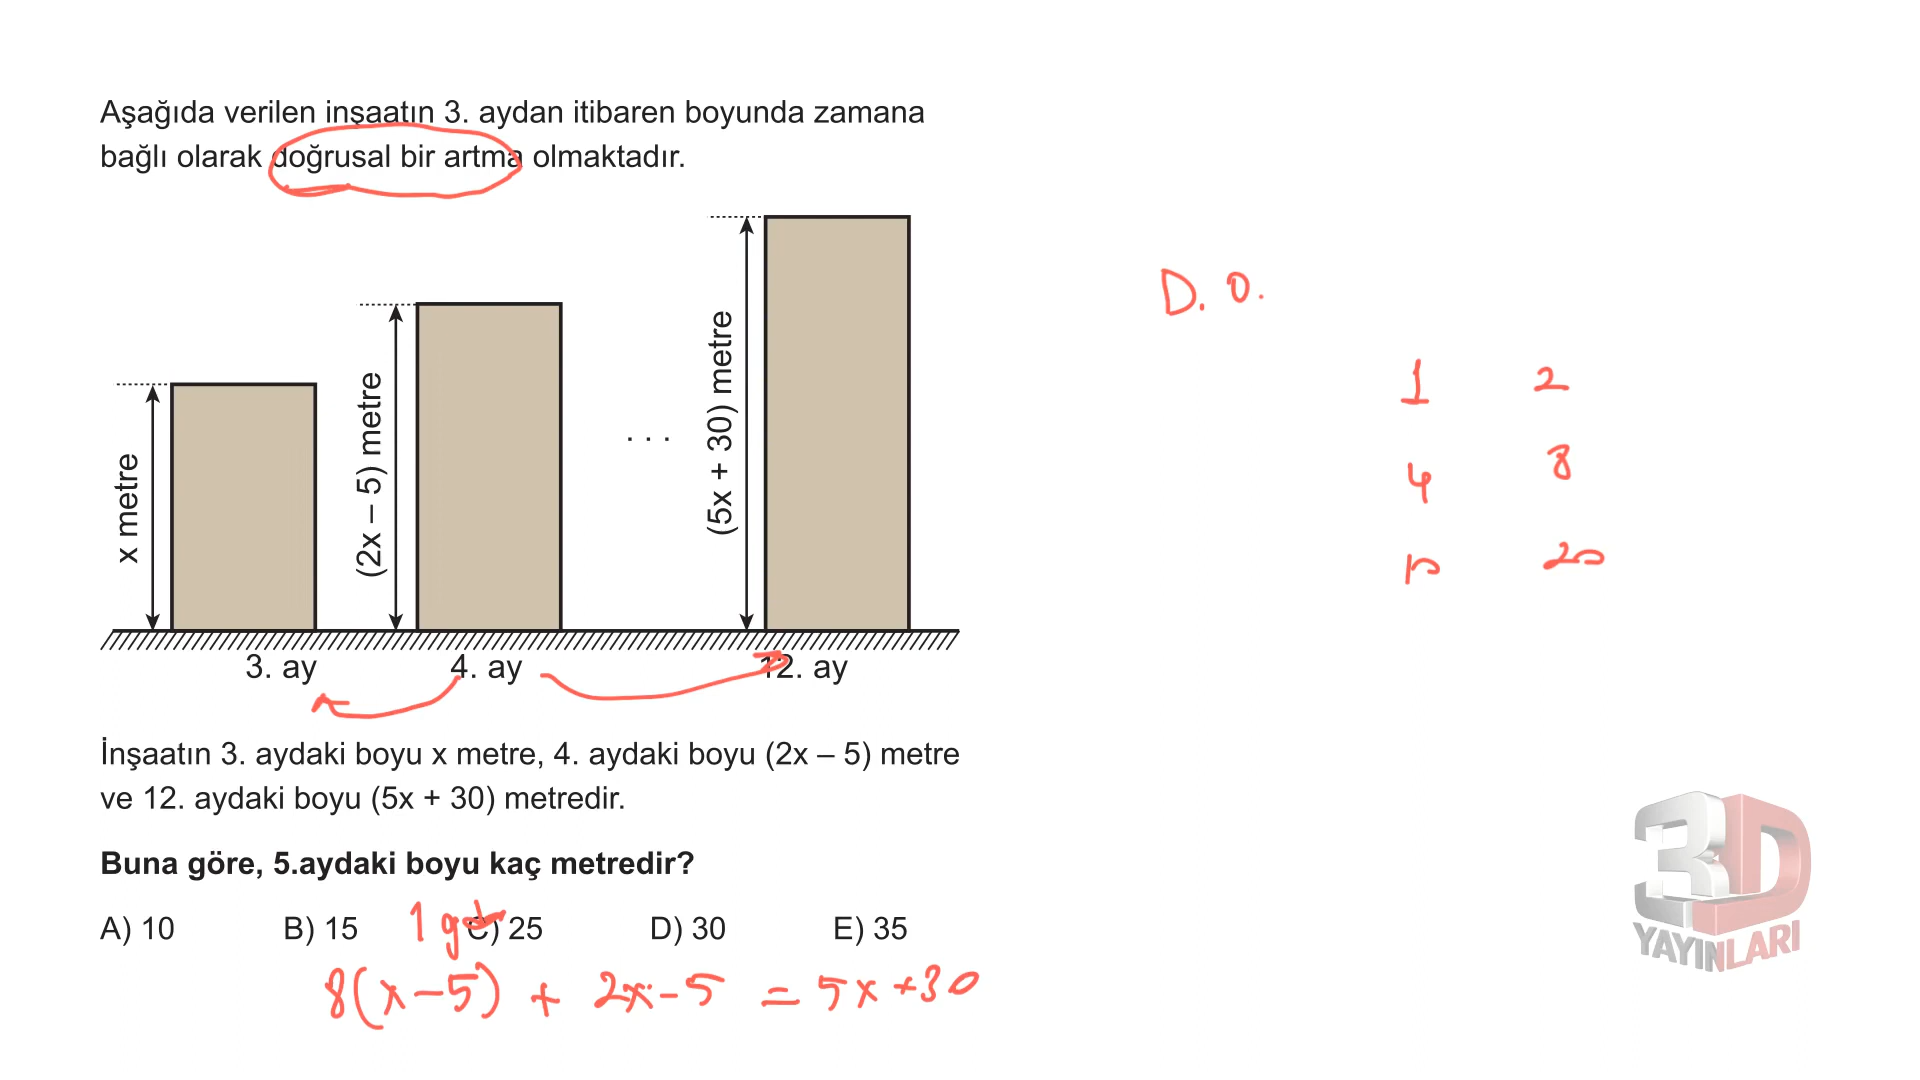 Aşağıda verilen inşaatın 3. aydan itibaren boyunda zamana
bağlı olarak doğrusal bir artma olmaktadır.
x metre
(2x – 5) metre
. . .
(5x + 30) metre
3. ay
4. ay
12. ay
İnşaatın 3. aydaki boyu x metre, 4. aydaki boyu (2x – 5) metre
ve 12. aydaki boyu (5x + 30) metredir.
Buna göre, 5.aydaki boyu kaç metredir?
A) 10 B) 15 C) 25 D) 30 E) 35
8(x-5) + 2x-5 = 5x+30
D. O.
1 2
4 8
10 20
3D
YAYINLARI